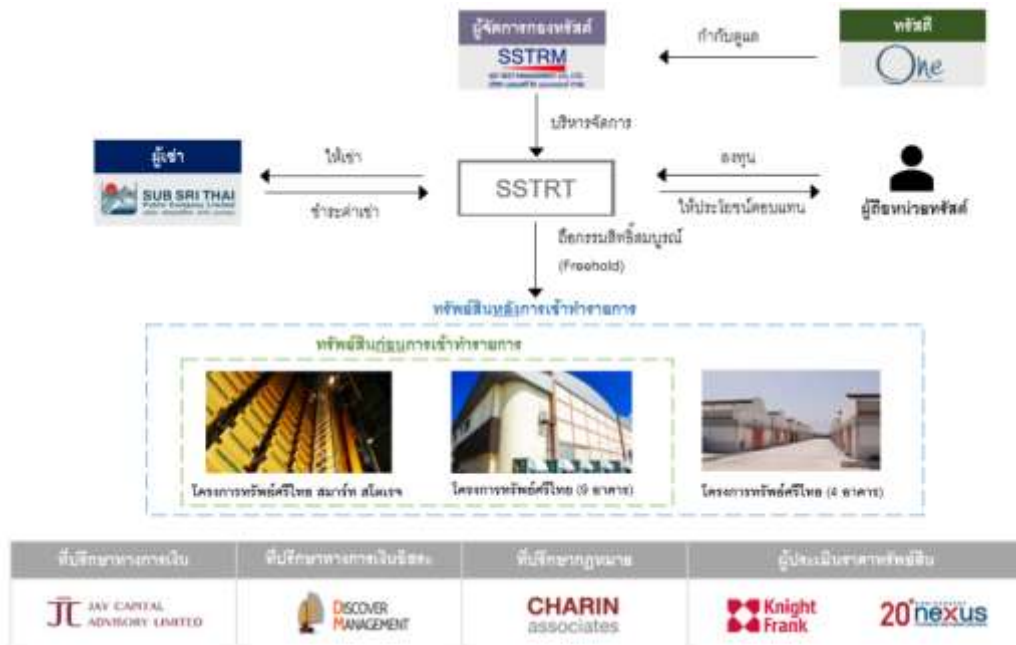 ผู้จัดการกองทรัสต์
SSTRM
ทรัสตี
One
กำกับดูแล
บริหารจัดการ
ผู้เช่า
SUB SRI THAI
Public Company Limited
ให้เช่า
ชำระค่าเช่า
SSTRT
ลงทุน
ให้ประโยชน์ตอบแทน
ผู้ถือหน่วยทรัสต์
ถือกรรมสิทธิ์สมบูรณ์
(Freehold)
ทรัพย์สินหลังการเข้าทำรายการ
ทรัพย์สินก่อนการเข้าทำรายการ
โครงการทรัพย์ศรีไทย สมาร์ท สโตเรจ
โครงการทรัพย์ศรีไทย (9 อาคาร)
โครงการทรัพย์ศรีไทย (4 อาคาร)
ที่ปรึกษาทางการเงิน
ที่ปรึกษาทางการเงินอิสระ
ที่ปรึกษากฎหมาย
ผู้ประเมินราคาทรัพย์สิน
JAY CAPITAL
ADVISORY LIMITED
DISCOVER
MANAGEMENT
CHARIN
associates
Knight
Frank
20 nexus